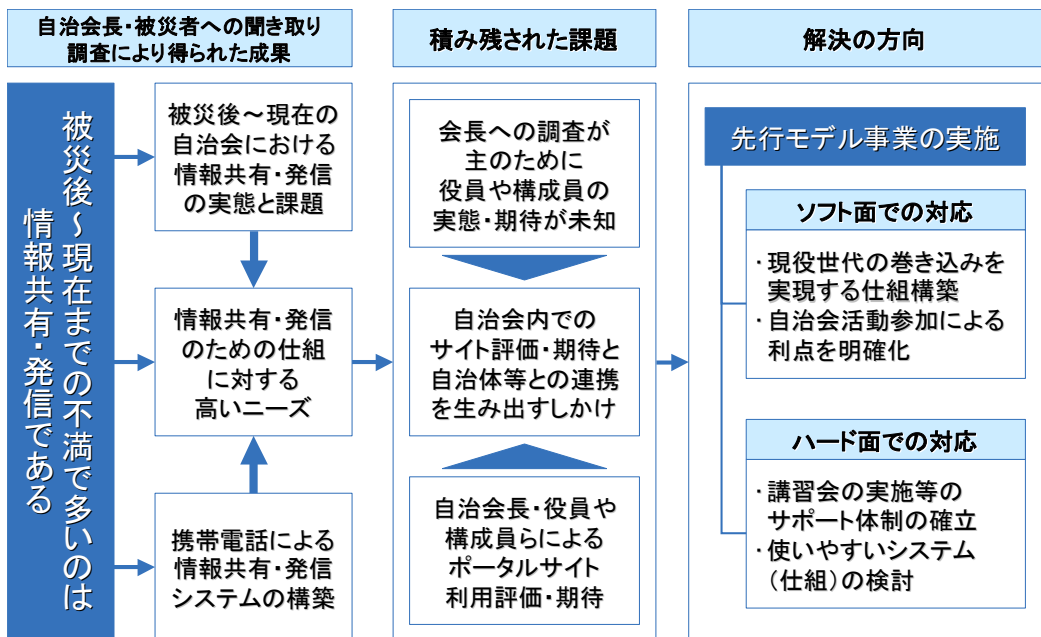 自治会長・被災者への聞き取り
調査により得られた成果
被災後～現在までの不満で多いのは
情報共有・発信である
被災後～現在の
自治会における
情報共有・発信
の実態と課題
情報共有・発信
のための仕組
に対する
高いニーズ
携帯電話による
情報共有・発信
システムの構築
積み残された課題
会長への調査が
主のために
役員や構成員の
実態・期待が未知
自治会内での
サイト評価・期待と
自治体等との連携
を生み出すしかけ
自治会長・役員や
構成員らによる
ポータルサイト
利用評価・期待
解決の方向
先行モデル事業の実施
ソフト面での対応
・現役世代の巻き込みを
実現する仕組構築
・自治会活動参加による
利点を明確化
ハード面での対応
・講習会の実施等の
サポート体制の確立
・使いやすいシステム
(仕組)の検討